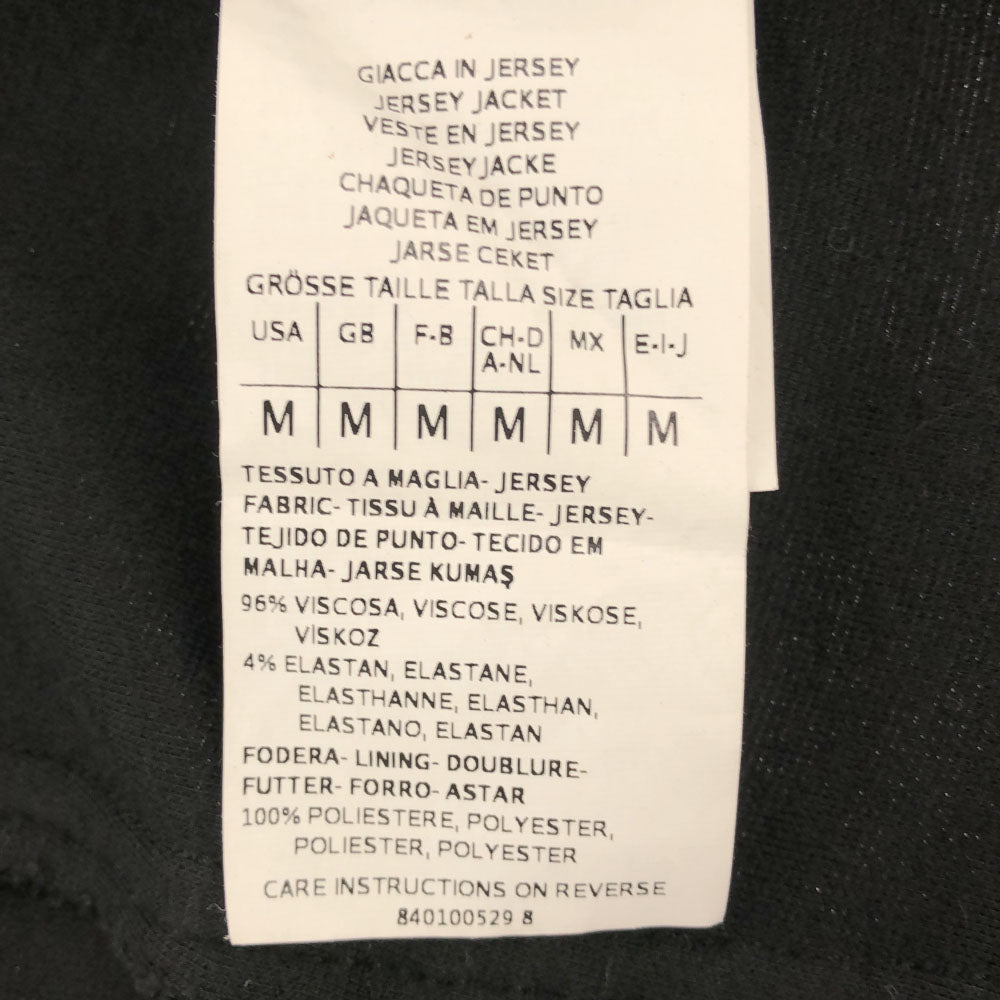 GIACCA IN JERSEY
JERSEY JACKET
VESTE EN JERSEY
JERSEYJACKE
CHAQUETA DE PUNTO
JAQUETA EM JERSEY
JARSE CEKET
GRÖSSE TAILLE TALLA SIZE TAGLIA
USA GB F-B CH-D MX E-I-J
A-NL
M M M M M M
TESSUTO A MAGLIA- JERSEY
FABRIC- TISSU À MAILLE- JERSEY-
TEJIDO DE PUNTO- TECIDO EM
MALHA- JARSE KUMAŞ
96% VISCOSA, VISCOSE, VISKOSE,
VİSKOZ
4% ELASTAN, ELASTANE,
ELASTHANNE, ELASTHAN,
ELASTANO, ELASTAN
FODERA- LINING- DOUBLURE-
FUTTER- FORRO- ASTAR
100% POLIESTERE, POLYESTER,
POLIESTER, POLYESTER
CARE INSTRUCTIONS ON REVERSE
840100529 8